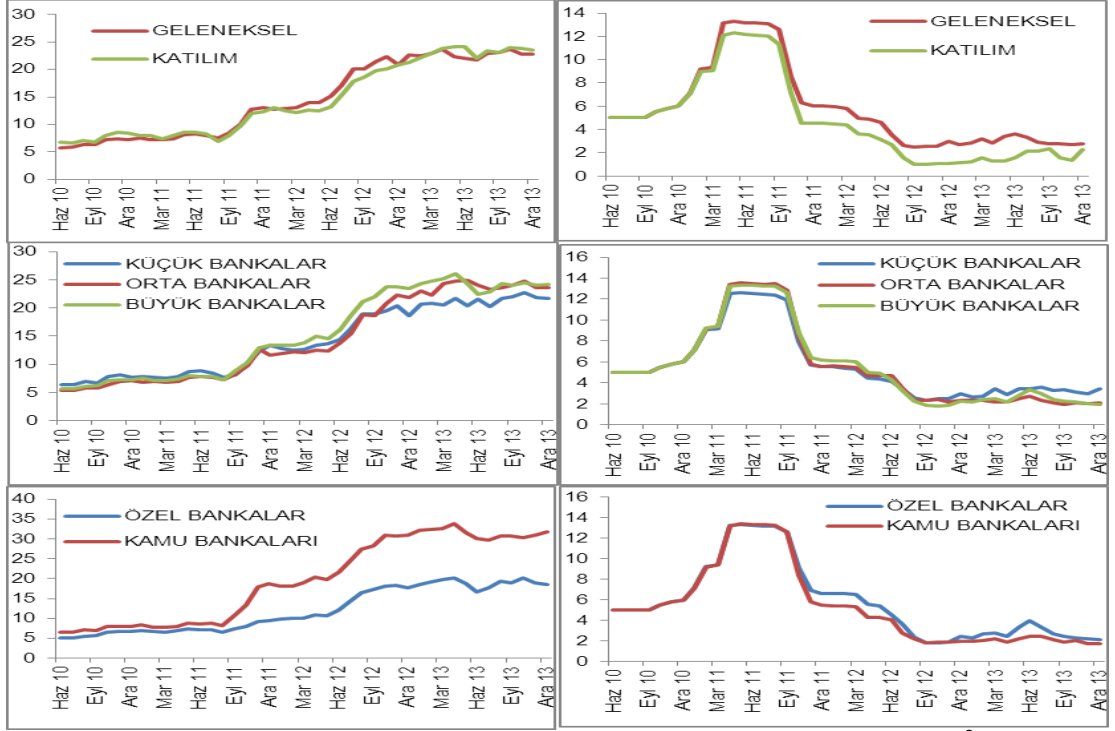 30
25
20
15
10
5
0
GELENEKSEL
KATILIM
Haz 10
Eyl 10
Ara 10
Mar 11
Haz 11
Eyl 11
Ara 11
Mar 12
Haz 12
Eyl 12
Ara 12
Mar 13
Haz 13
Eyl 13
Ara 13
14
12
10
8
6
4
2
0
GELENEKSEL
KATILIM
Haz 10
Eyl 10
Ara 10
Mar 11
Haz 11
Eyl 11
Ara 11
Mar 12
Haz 12
Eyl 12
Ara 12
Mar 13
Haz 13
Eyl 13
Ara 13
30
25
20
15
10
5
0
KÜÇÜK BANKALAR
ORTA BANKALAR
BÜYÜK BANKALAR
Haz 10
Eyl 10
Ara 10
Mar 11
Haz 11
Eyl 11
Ara 11
Mar 12
Haz 12
Eyl 12
Ara 12
Mar 13
Haz 13
Eyl 13
Ara 13
16
14
12
10
8
6
4
2
0
KÜÇÜK BANKALAR
ORTA BANKALAR
BÜYÜK BANKALAR
Haz 10
Eyl 10
Ara 10
Mar 11
Haz 11
Eyl 11
Ara 11
Mar 12
Haz 12
Eyl 12
Ara 12
Mar 13
Haz 13
Eyl 13
Ara 13
40
35
30
25
20
15
10
5
0
ÖZEL BANKALAR
KAMU BANKALARI
Haz 10
Eyl 10
Ara 10
Mar 11
Haz 11
Eyl 11
Ara 11
Mar 12
Haz 12
Eyl 12
Ara 12
Mar 13
Haz 13
Eyl 13
Ara 13
16
14
12
10
8
6
4
2
0
ÖZEL BANKALAR
KAMU BANKALARI
Haz 10
Eyl 10
Ara 10
Mar 11
Haz 11
Eyl 11
Ara 11
Mar 12
Haz 12
Eyl 12
Ara 12
Mar 13
Haz 13
Eyl 13
Ara 13